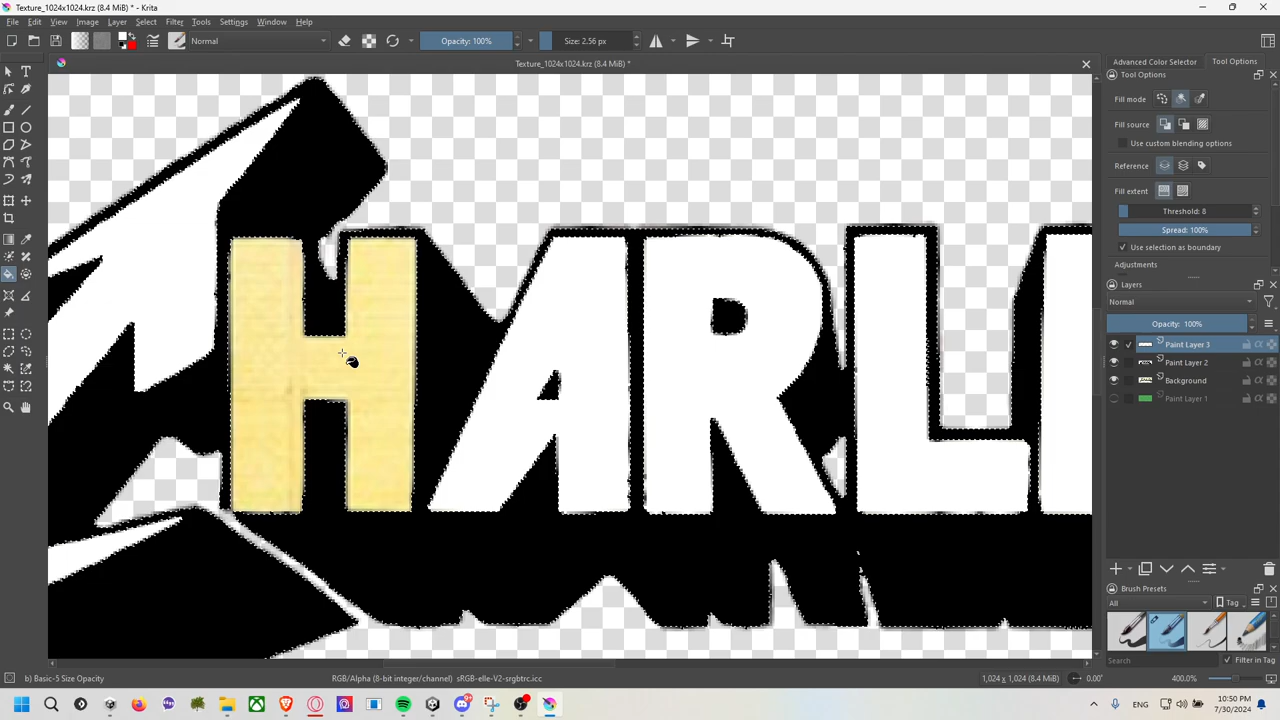 Texture_1024x1024.krz (8.4 MiB) * - Krita
File Edit View Image Layer Select Filter Tools Settings Window Help
Normal Opacity: 100% Size: 2.56 px
Texture_1024x1024.krz (8.4 MiB) *
Advanced Color Selector Tool Options
Tool Options
Fill mode
Fill source
Use custom blending options
Reference
Fill extent
Threshold: 8
Spread: 100%
Use selection as boundary
Adjustments
Layers
Normal
Opacity: 100%
Paint Layer 3
Paint Layer 2
Background
Paint Layer 1
HARL
Brush Presets
All Tag
Search Filter in Tag
b) Basic-5 Size Opacity RGB/Alpha (8-bit integer/channel) sRGB-elle-V2-srgbtrc.icc 1,024 x 1,024 (8.4 MiB) 0.00° 400.0%
ENG 10:50 PM
7/30/2024